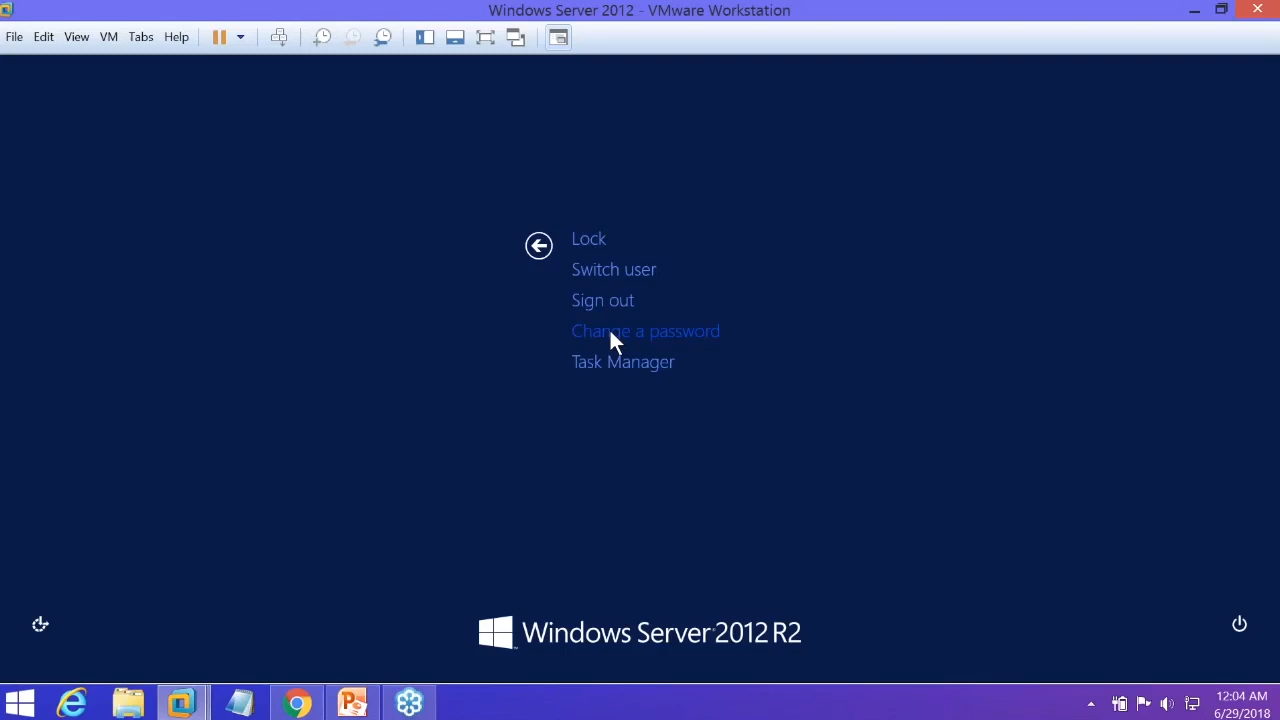 Windows Server 2012 - VMware Workstation
File Edit View VM Tabs Help
Lock
Switch user
Sign out
Change a password
Task Manager
Windows Server 2012 R2
12:04 AM
6/29/2018